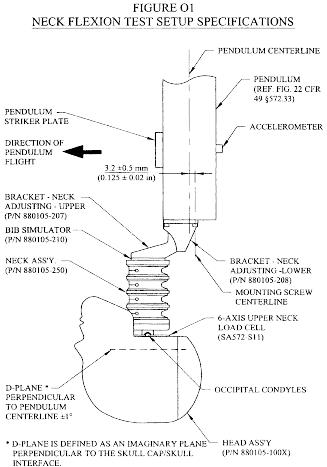 FIGURE O1
NECK FLEXION TEST SETUP SPECIFICATIONS
PENDULUM CENTERLINE
PENDULUM
(REF. FIG. 22 CFR
49 §572.33)
PENDULUM
STRIKER PLATE
ACCELEROMETER
DIRECTION OF
PENDULUM
FLIGHT
3.2 ±0.5 mm
(0.125 ± 0.02 in)
BRACKET - NECK
ADJUSTING - UPPER
(P/N 880105-207)
BIB SIMULATOR
(P/N 880105-210)
NECK ASS'Y.
(P/N 880105-250)
BRACKET - NECK
ADJUSTING -LOWER
(P/N 880105-208)
MOUNTING SCREW
CENTERLINE
6-AXIS UPPER NECK
LOAD CELL
(SA572-S11)
D-PLANE *
PERPENDICULAR
TO PENDULUM
CENTERLINE ±1°
OCCIPITAL CONDYLES
* D-PLANE IS DEFINED AS AN IMAGINARY PLANE
PERPENDICULAR TO THE SKULL CAP/SKULL
INTERFACE.
HEAD ASS'Y
(P/N 880105-100X)